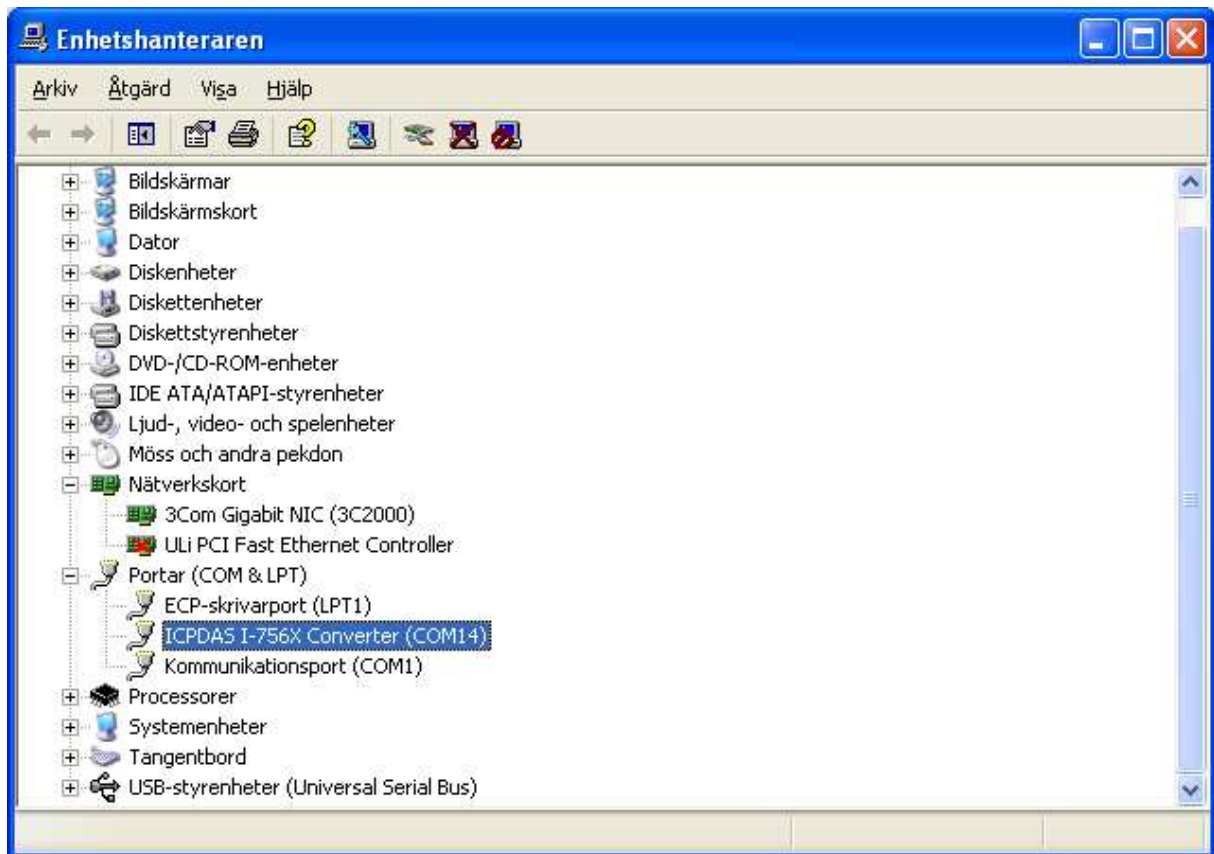 Enhetshanteraren
Arkiv Åtgärd Visa Hjälp
Bildskärmar
Bildskärmskort
Dator
Diskenheter
Diskettenheter
Diskettstyrenheter
DVD-/CD-ROM-enheter
IDE ATA/ATAPI-styrenheter
Ljud-, video- och spelenheter
Möss och andra pekdon
Nätverkskort
3Com Gigabit NIC (3C2000)
ULi PCI Fast Ethernet Controller
Portar (COM & LPT)
ECP-skrivarport (LPT1)
ICPDAS I-756X Converter (COM14)
Kommunikationsport (COM1)
Processorer
Systemenheter
Tangentbord
USB-styrenheter (Universal Serial Bus)